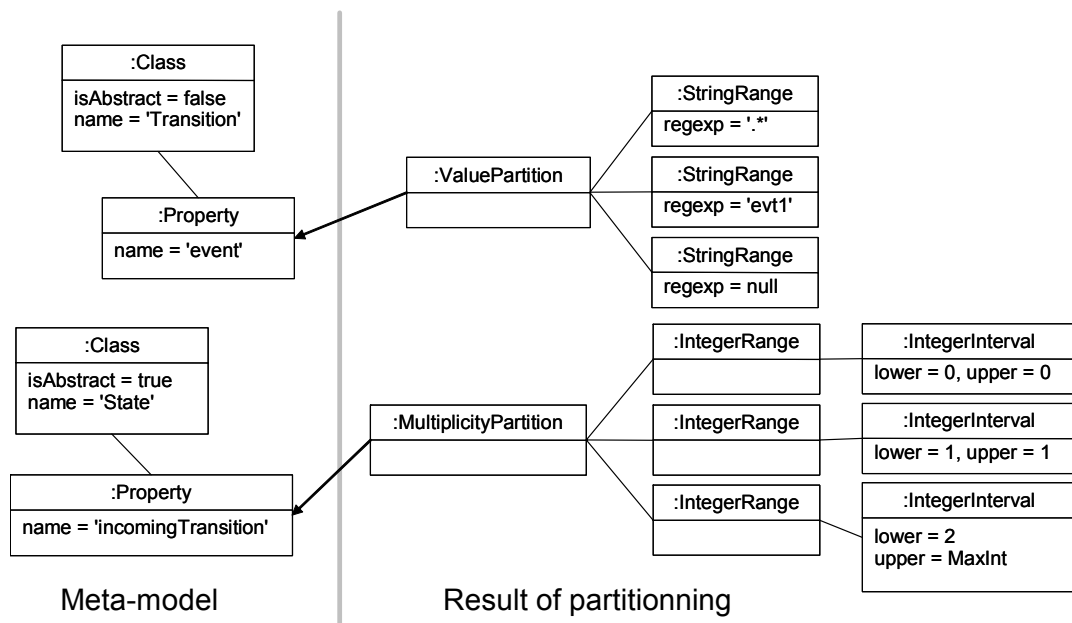 :Class
isAbstract = false
name = 'Transition'
:Property
name = 'event'
:ValuePartition
:StringRange
regexp = '.*'
:StringRange
regexp = 'evt1'
:StringRange
regexp = null
:Class
isAbstract = true
name = 'State'
:Property
name = 'incomingTransition'
:MultiplicityPartition
:IntegerRange
:IntegerInterval
lower = 0, upper = 0
:IntegerRange
:IntegerInterval
lower = 1, upper = 1
:IntegerRange
:IntegerInterval
lower = 2
upper = MaxInt
Meta-model
Result of partitionning